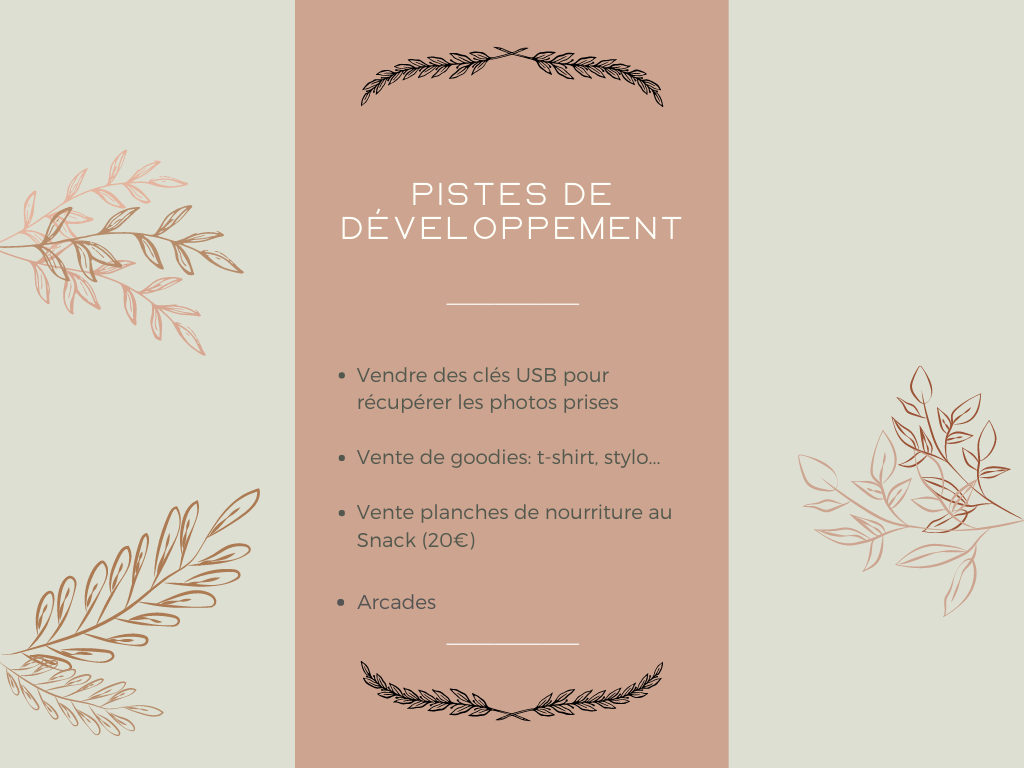 PISTES DE
DÉVELOPPEMENT
• Vendre des clés USB pour
récupérer les photos prises
• Vente de goodies: t-shirt, stylo...
• Vente planches de nourriture au
Snack (20€)
• Arcades